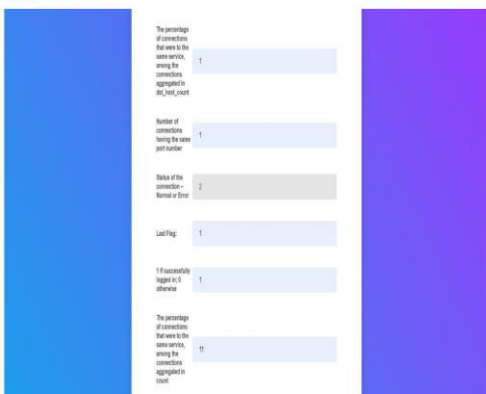 The percentage
of connections
that were to the
same service,
among the
connections
aggregated in
dst_host_count
1
Number of
connections
having the same
port number
1
Status of the
connection –
Normal or Error
2
Last Flag:
1
1 if successfully
logged in; 0
otherwise
1
The percentage
of connections
that were to the
same service,
among the
connections
aggregated in
count
11